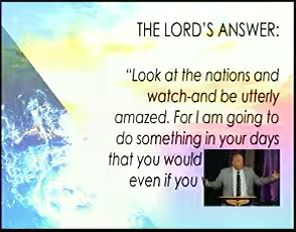 THE LORD'S ANSWER:
"Look at the nations and
watch-and be utterly
amazed. For I am going to
do something in your days
that you would
even if you